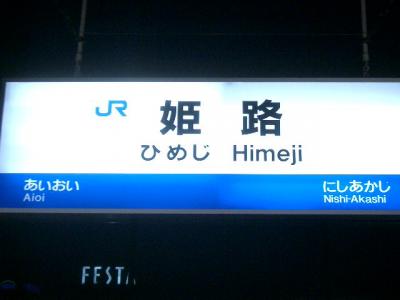 JR 姫路
ひめじ Himeji
あいおい にしあかし
Aioi Nishi-Akashi
FESTA